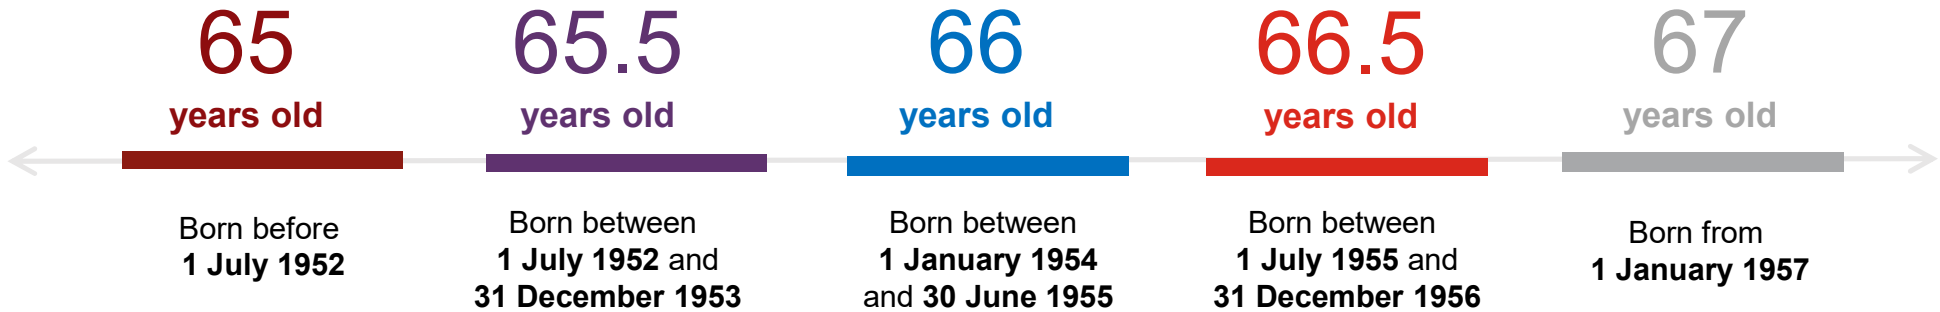 65
years old
Born before
1 July 1952
65.5
years old
Born between
1 July 1952 and
31 December 1953
66
years old
Born between
1 January 1954
and 30 June 1955
66.5
years old
Born between
1 July 1955 and
31 December 1956
67
years old
Born from
1 January 1957